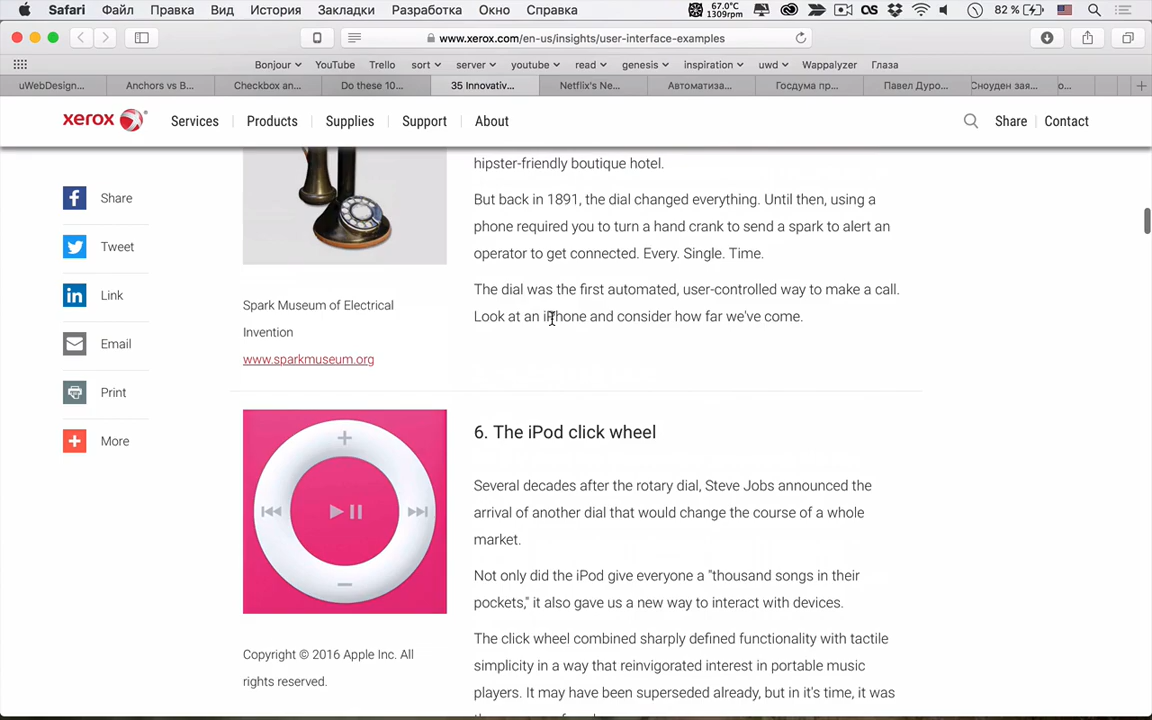 Safari Файл Правка Вид История Закладки Разработка Окно Справка 67.0°C 1309rpm 82 %
www.xerox.com/en-us/insights/user-interface-examples
Bonjour YouTube Trello sort server youtube read genesis inspiration uwd Wappalyzer Глаза
uWebDesign... Anchors vs B... Checkbox an... Do these 10... 35 Innovativ... Netflix's Ne... Автоматиза... Госдума пр... Павел Дуро... Сноуден зая... о...
xerox Services Products Supplies Support About Share Contact
hipster-friendly boutique hotel.
But back in 1891, the dial changed everything. Until then, using a
phone required you to turn a hand crank to send a spark to alert an
operator to get connected. Every. Single. Time.
The dial was the first automated, user-controlled way to make a call.
Look at an iPhone and consider how far we've come.
Spark Museum of Electrical
Invention
www.sparkmuseum.org
Share
Tweet
Link
Email
Print
More
6. The iPod click wheel
Several decades after the rotary dial, Steve Jobs announced the
arrival of another dial that would change the course of a whole
market.
Not only did the iPod give everyone a "thousand songs in their
pockets," it also gave us a new way to interact with devices.
The click wheel combined sharply defined functionality with tactile
simplicity in a way that reinvigorated interest in portable music
players. It may have been superseded already, but in it's time, it was
Copyright © 2016 Apple Inc. All
rights reserved.